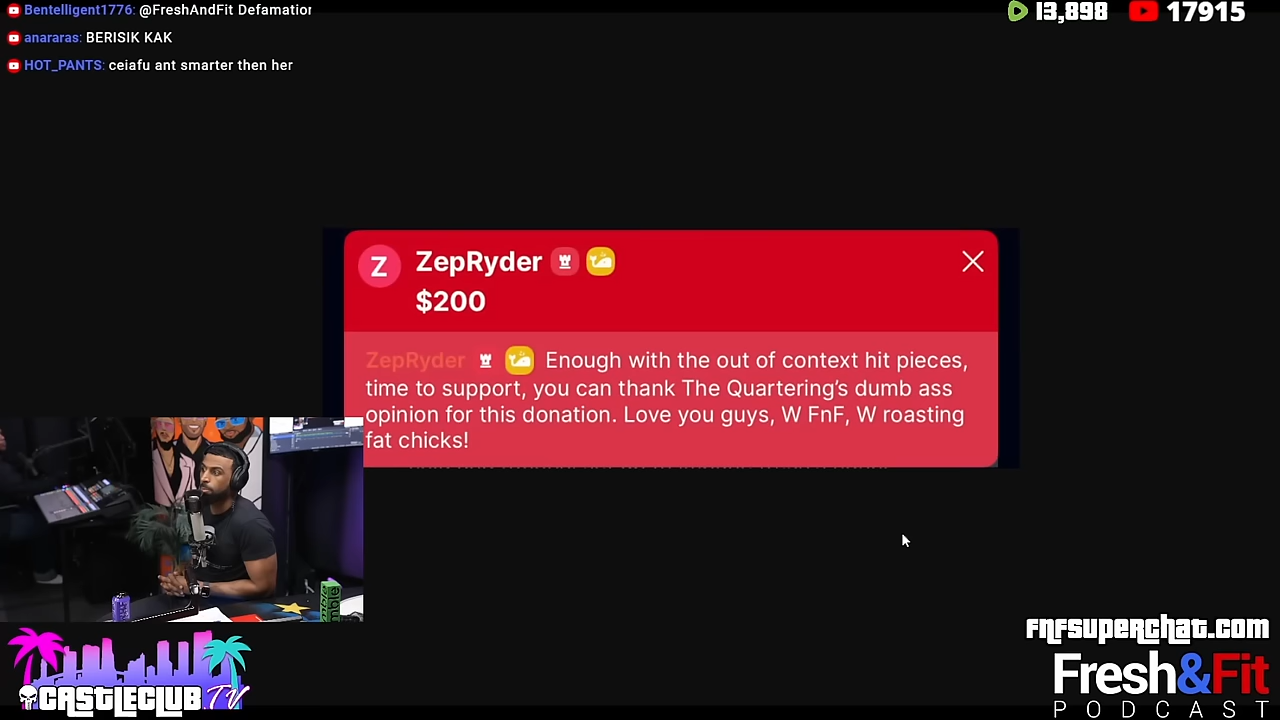 Bentelligent1776: @FreshAndFit Defamation
anararas: BERISIK KAK
HOT_PANTS: ceiafu ant smarter then her
13,898 17915
Z ZepRyder
$200
ZepRyder Enough with the out of context hit pieces,
time to support, you can thank The Quartering's dumb ass
opinion for this donation. Love you guys, W FnF, W roasting
fat chicks!
CASTLECLUB TV
FNFSUPERCHAT.COM
Fresh&Fit
PODCAST